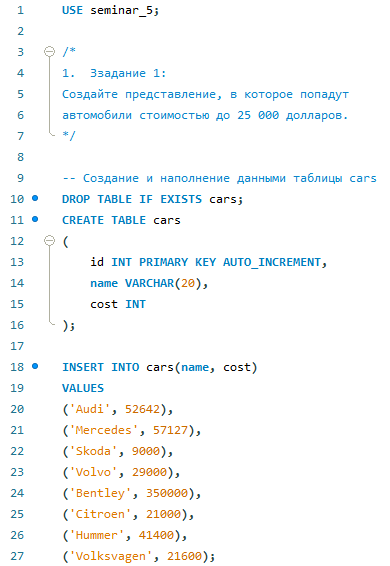 1 USE seminar_5;
2
3 /*
4 1.  Ззадание 1:
5 Создайте представление, в которое попадут
6 автомобили стоимостью до 25 000 долларов.
7 */
8
9 -- Создание и наполнение данными таблицы cars
10 DROP TABLE IF EXISTS cars;
11 CREATE TABLE cars
12 (
13     id INT PRIMARY KEY AUTO_INCREMENT,
14     name VARCHAR(20),
15     cost INT
16 );
17
18 INSERT INTO cars(name, cost)
19 VALUES
20 ('Audi', 52642),
21 ('Mercedes', 57127),
22 ('Skoda', 9000),
23 ('Volvo', 29000),
24 ('Bentley', 350000),
25 ('Citroen', 21000),
26 ('Hummer', 41400),
27 ('Volksvagen', 21600);